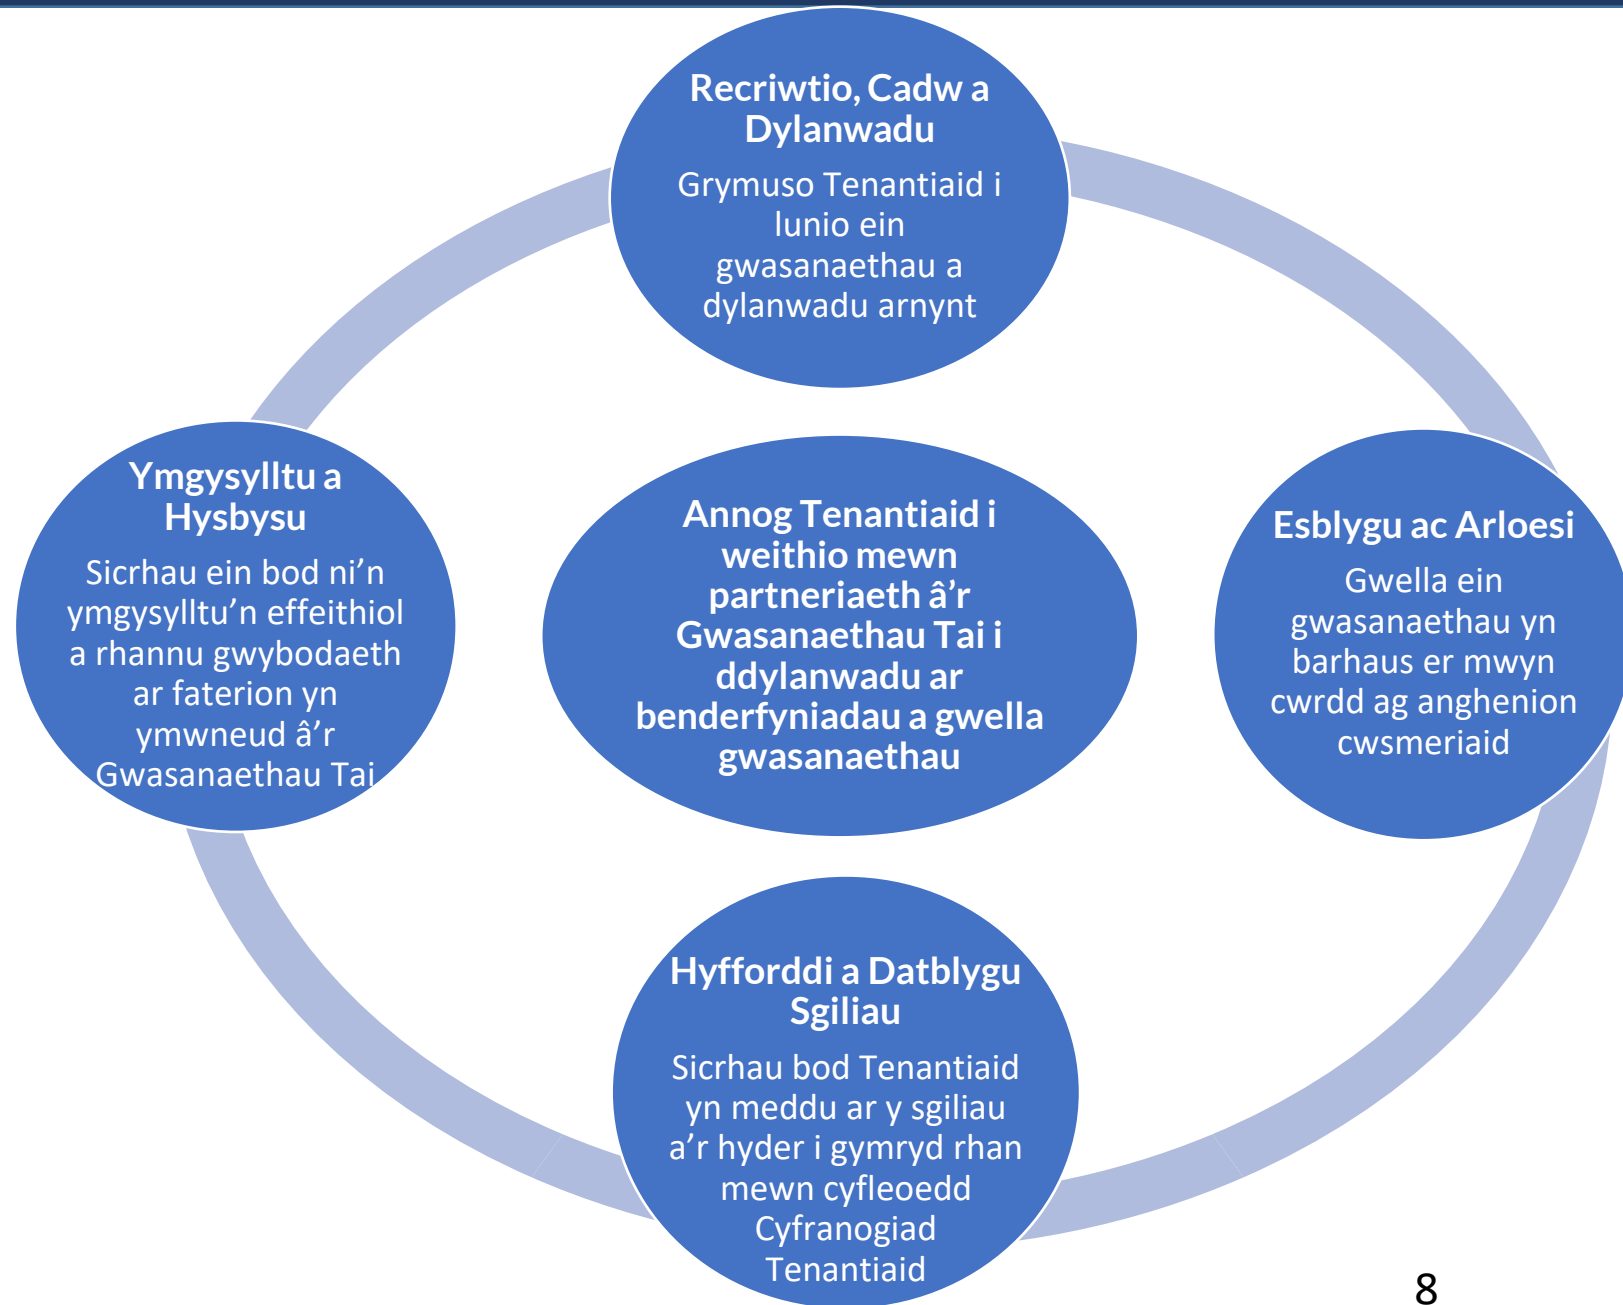 Recriwtio, Cadw a
Dylanwadu
Grymuso Tenantiaid i
lunio ein
gwasanaethau a
dylanwadu arnynt
Ymgysylltu a
Hysbysu
Sicrhau ein bod ni’n
ymgysylltu’n effeithiol
a rhannu gwybodaeth
ar faterion yn
ymwneud â’r
Gwasanaethau Tai
Annog Tenantiaid i
weithio mewn
partneriaeth â’r
Gwasanaethau Tai i
ddylanwadu ar
benderfyniadau a gwella
gwasanaethau
Esblygu ac Arloesi
Gwella ein
gwasanaethau yn
barhaus er mwyn
cwrdd ag anghenion
cwsmeriaid
Hyfforddi a Datblygu
Sgiliau
Sicrhau bod Tenantiaid
yn meddu ar y sgiliau
a’r hyder i gymryd rhan
mewn cyfleoedd
Cyfranogiad
Tenantiaid
8